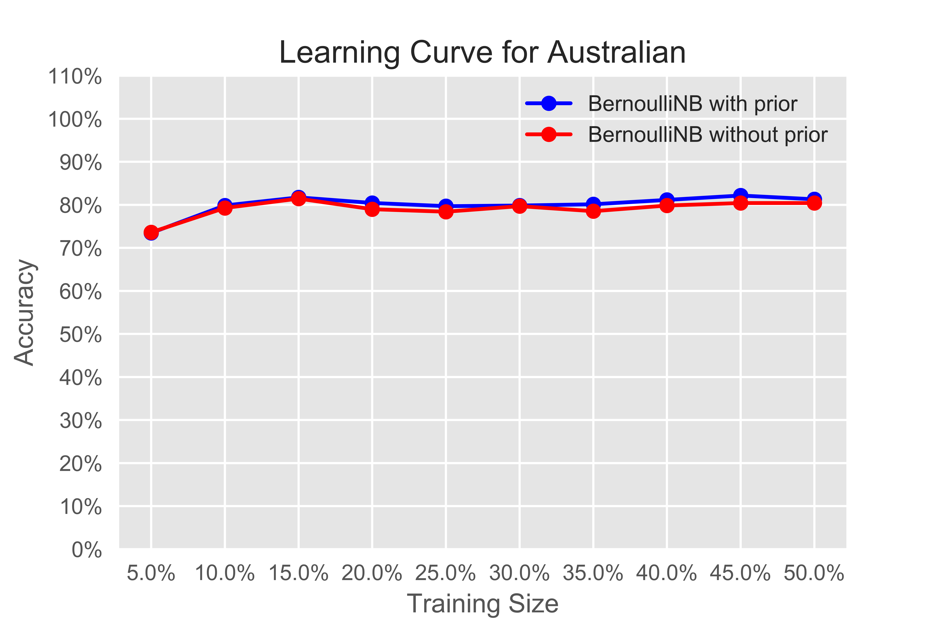 Learning Curve for Australian
110%
100%
90%
80%
70%
60%
50%
40%
30%
20%
10%
0%
BernoulliNB with prior
BernoulliNB without prior
Accuracy
5.0% 10.0% 15.0% 20.0% 25.0% 30.0% 35.0% 40.0% 45.0% 50.0%
Training Size